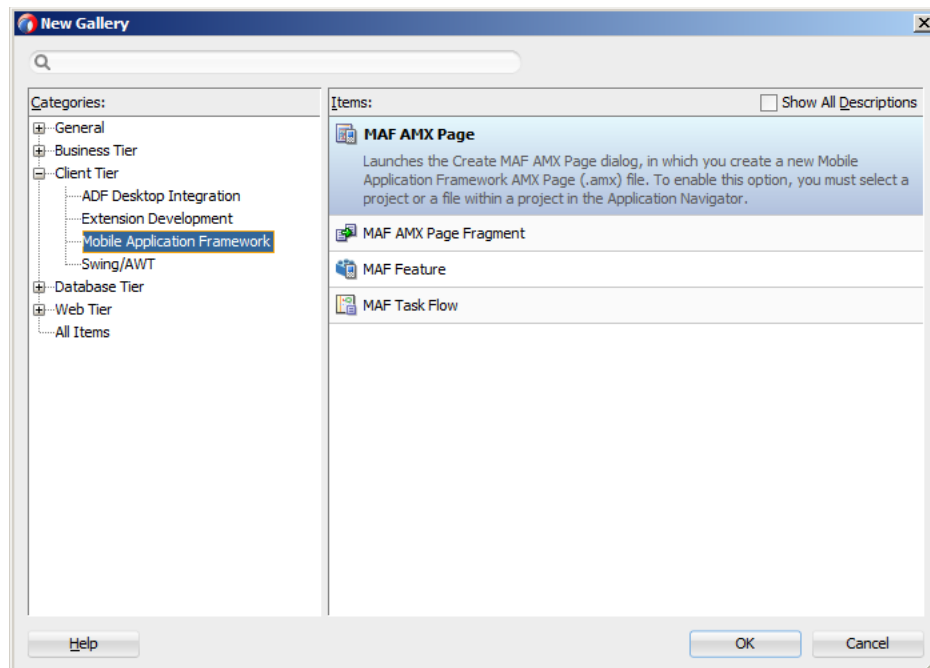 New Gallery
Categories:
General
Business Tier
Client Tier
ADF Desktop Integration
Extension Development
Mobile Application Framework
Swing/AWT
Database Tier
Web Tier
All Items
Items:
Show All Descriptions
MAF AMX Page
Launches the Create MAF AMX Page dialog, in which you create a new Mobile
Application Framework AMX Page (.amx) file. To enable this option, you must select a
project or a file within a project in the Application Navigator.
MAF AMX Page Fragment
MAF Feature
MAF Task Flow
Help
OK
Cancel